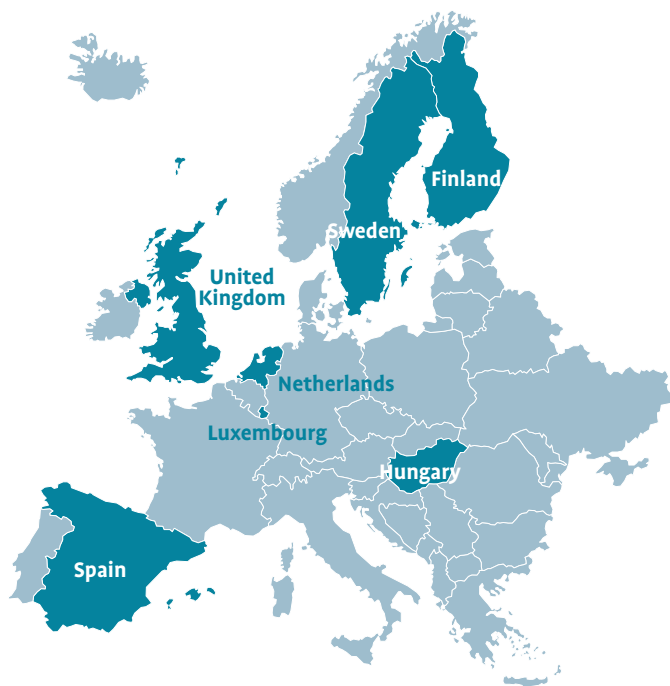 Finland
Sweden
United
Kingdom
Netherlands
Luxembourg
Hungary
Spain